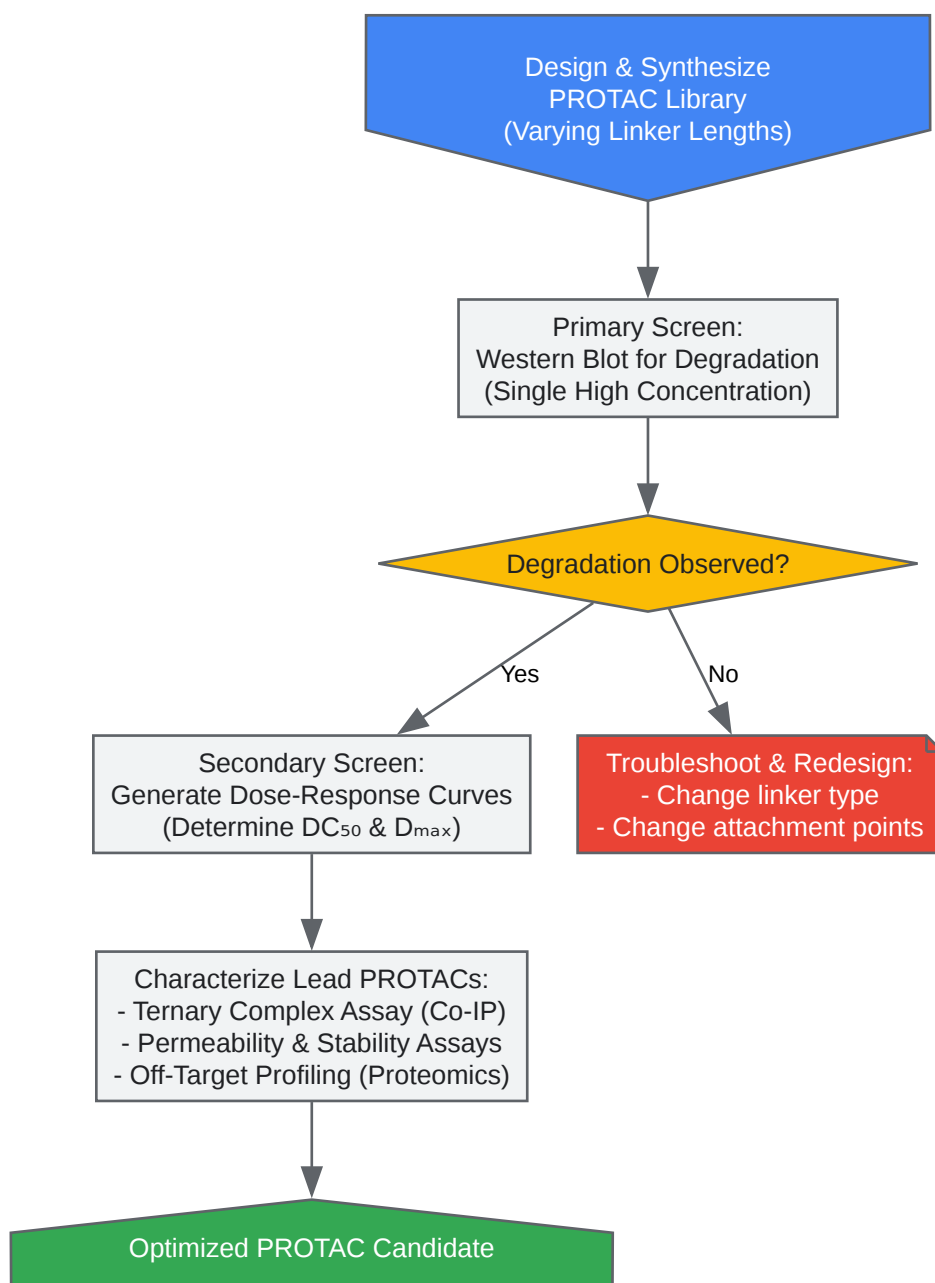 Design & Synthesize
PROTAC Library
(Varying Linker Lengths)
Primary Screen:
Western Blot for Degradation
(Single High Concentration)
Degradation Observed?
Yes
No
Secondary Screen:
Generate Dose-Response Curves
(Determine DC₅₀ & Dₘₐₓ)
Troubleshoot & Redesign:
- Change linker type
- Change attachment points
Characterize Lead PROTACs:
- Ternary Complex Assay (Co-IP)
- Permeability & Stability Assays
- Off-Target Profiling (Proteomics)
Optimized PROTAC Candidate